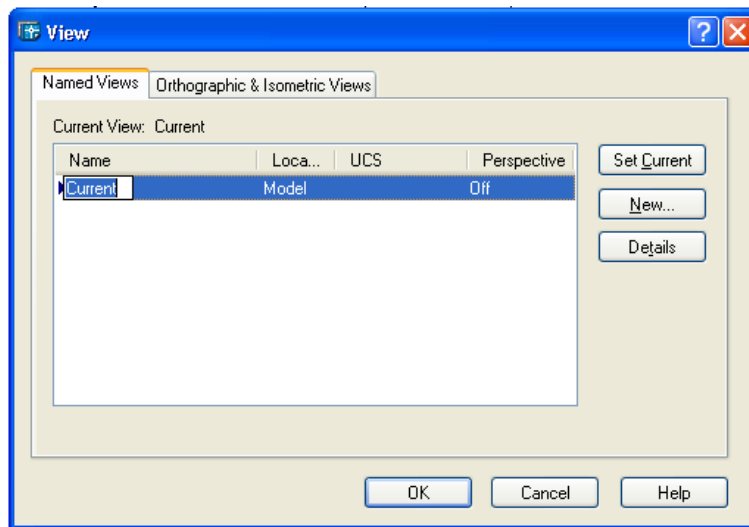 View
Named Views Orthographic & Isometric Views
Current View: Current
Name Loca... UCS Perspective
Current Model Off
Set Current
New...
Details
OK Cancel Help